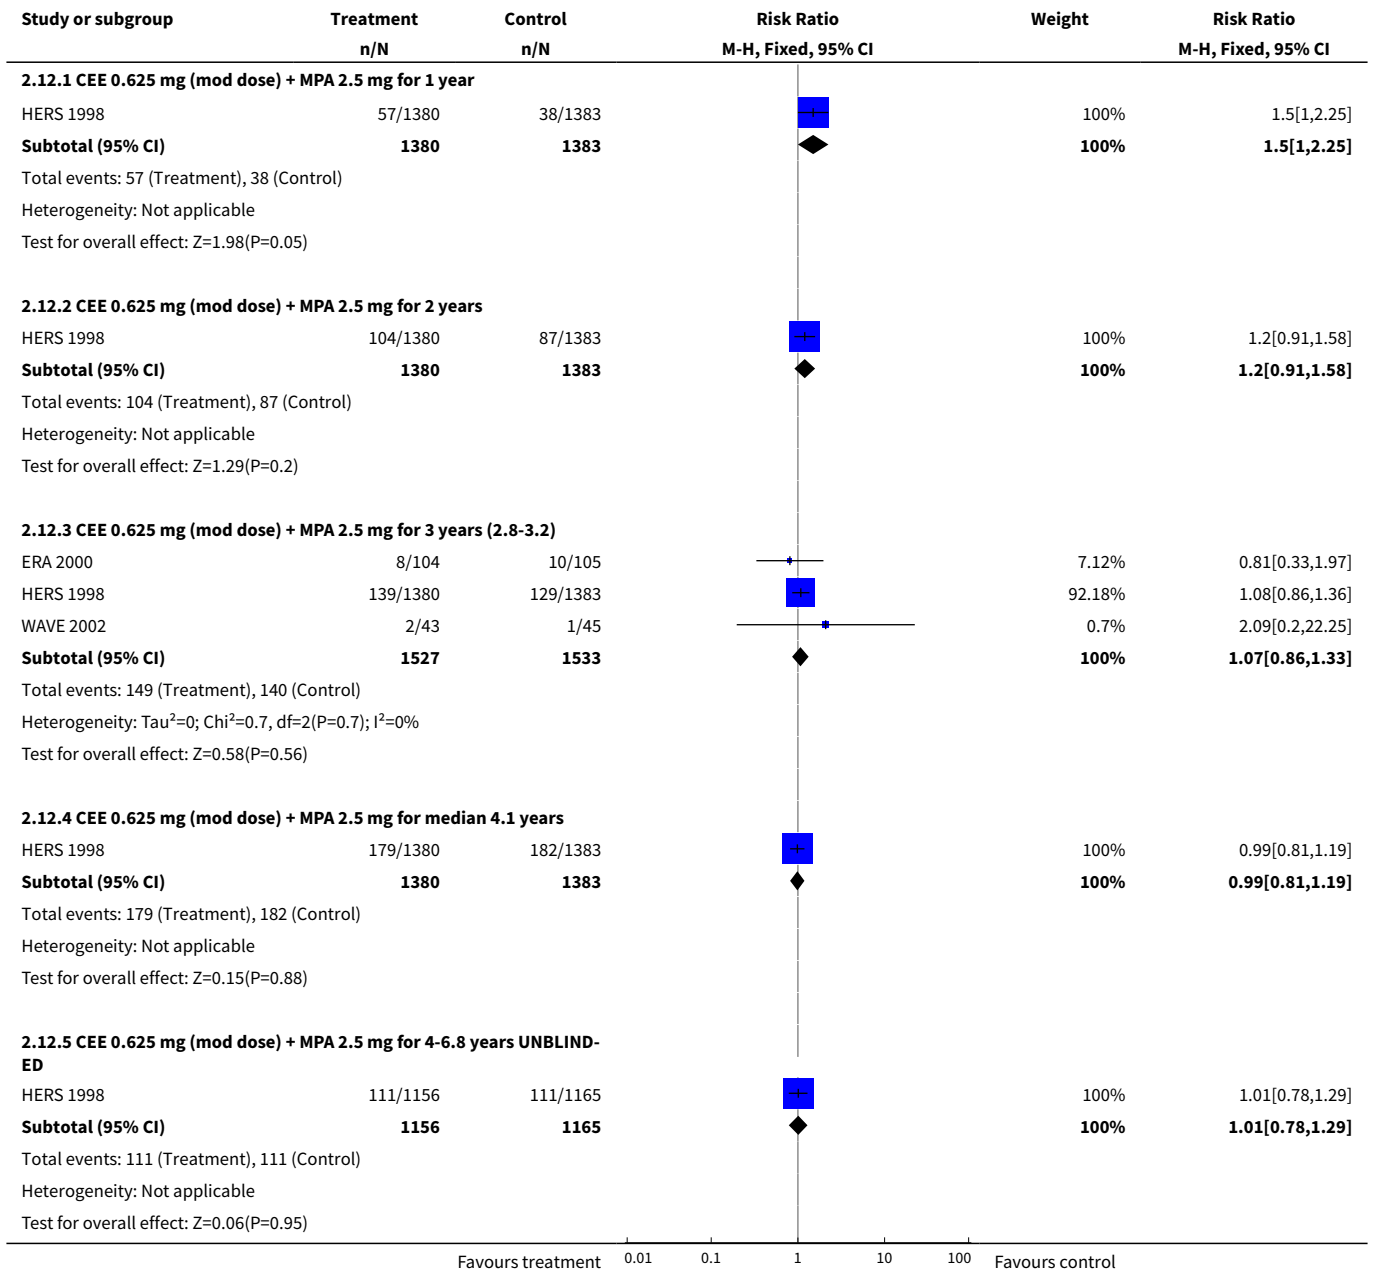 Study or subgroup Treatment Control Risk Ratio Weight Risk Ratio
n/N n/N M-H, Fixed, 95% CI M-H, Fixed, 95% CI
2.12.1 CEE 0.625 mg (mod dose) + MPA 2.5 mg for 1 year
HERS 1998 57/1380 38/1383 100% 1.5[1,2.25]
Subtotal (95% CI) 1380 1383 100% 1.5[1,2.25]
Total events: 57 (Treatment), 38 (Control)
Heterogeneity: Not applicable
Test for overall effect: Z=1.98(P=0.05)
2.12.2 CEE 0.625 mg (mod dose) + MPA 2.5 mg for 2 years
HERS 1998 104/1380 87/1383 100% 1.2[0.91,1.58]
Subtotal (95% CI) 1380 1383 100% 1.2[0.91,1.58]
Total events: 104 (Treatment), 87 (Control)
Heterogeneity: Not applicable
Test for overall effect: Z=1.29(P=0.2)
2.12.3 CEE 0.625 mg (mod dose) + MPA 2.5 mg for 3 years (2.8-3.2)
ERA 2000 8/104 10/105 7.12% 0.81[0.33,1.97]
HERS 1998 139/1380 129/1383 92.18% 1.08[0.86,1.36]
WAVE 2002 2/43 1/45 0.7% 2.09[0.2,22.25]
Subtotal (95% CI) 1527 1533 100% 1.07[0.86,1.33]
Total events: 149 (Treatment), 140 (Control)
Heterogeneity: Tau²=0; Chi²=0.7, df=2(P=0.7); I²=0%
Test for overall effect: Z=0.58(P=0.56)
2.12.4 CEE 0.625 mg (mod dose) + MPA 2.5 mg for median 4.1 years
HERS 1998 179/1380 182/1383 100% 0.99[0.81,1.19]
Subtotal (95% CI) 1380 1383 100% 0.99[0.81,1.19]
Total events: 179 (Treatment), 182 (Control)
Heterogeneity: Not applicable
Test for overall effect: Z=0.15(P=0.88)
2.12.5 CEE 0.625 mg (mod dose) + MPA 2.5 mg for 4-6.8 years UNBLIND-
ED
HERS 1998 111/1156 111/1165 100% 1.01[0.78,1.29]
Subtotal (95% CI) 1156 1165 100% 1.01[0.78,1.29]
Total events: 111 (Treatment), 111 (Control)
Heterogeneity: Not applicable
Test for overall effect: Z=0.06(P=0.95)
Favours treatment 0.01 0.1 1 10 100 Favours control